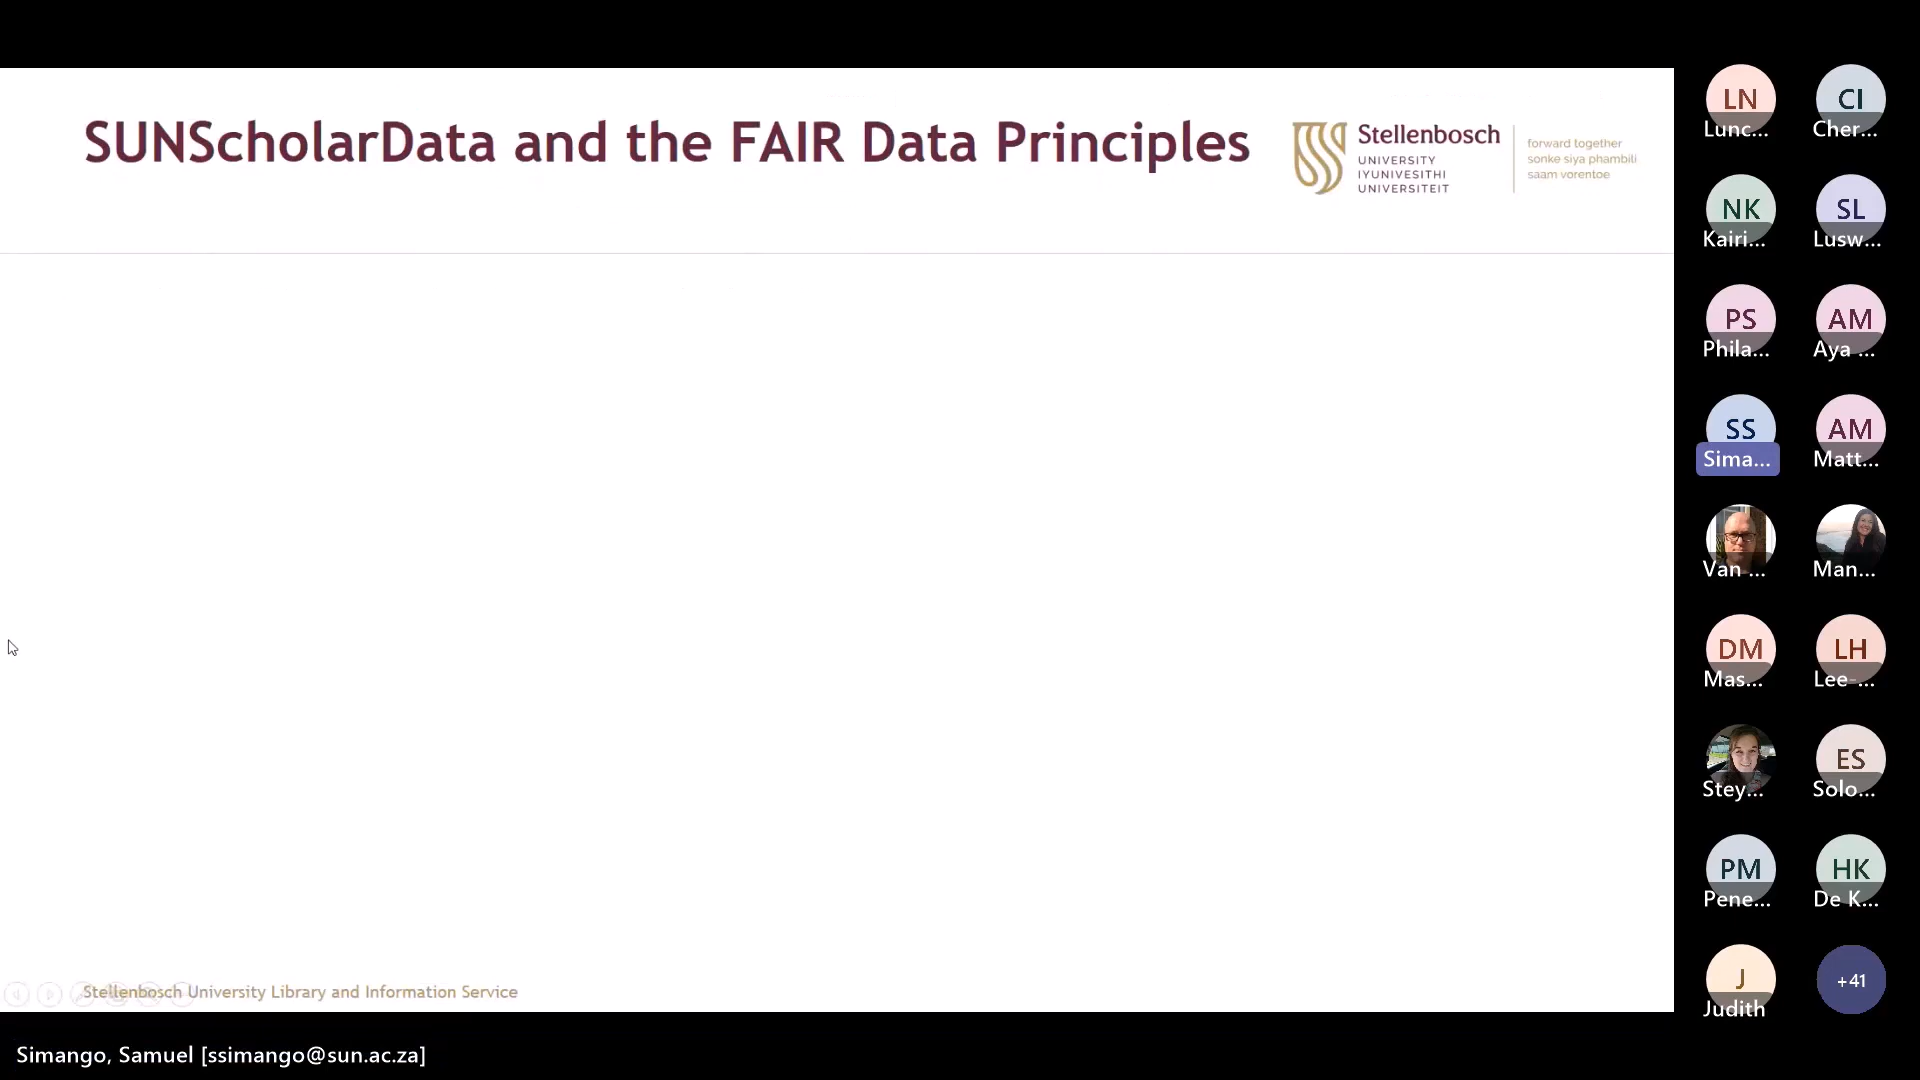 SUNScholarData and the FAIR Data Principles
Stellenbosch
UNIVERSITY
IYUNIVESITHI
UNIVERSITEIT
forward together
sonke siya phambili
saam vorentoe
LN
Lunc...
CI
Cher...
NK
Kairi...
SL
Lusw...
PS
Phila...
AM
Aya ...
SS
Sima...
AM
Matt...
Van ...
Man...
DM
Mas...
LH
Lee-...
Stey...
ES
Solo...
PM
Pene...
HK
De K...
J
Judith
+41
Stellenbosch University Library and Information Service
Simango, Samuel [ssimango@sun.ac.za]